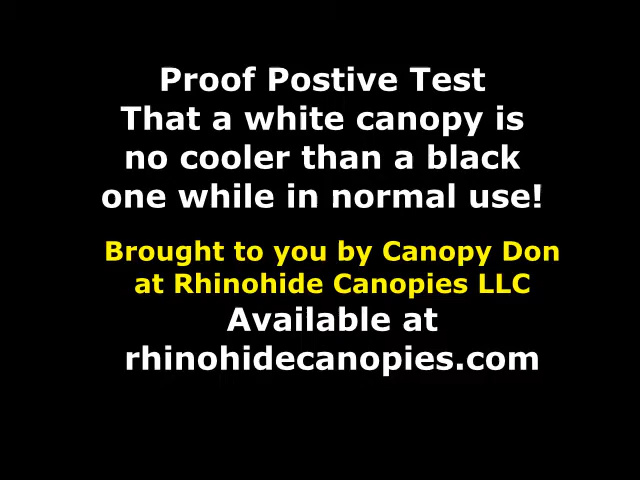 Proof Postive Test
That a white canopy is
no cooler than a black
one while in normal use!
Brought to you by Canopy Don
at Rhinohide Canopies LLC
Available at
rhinohidecanopies.com